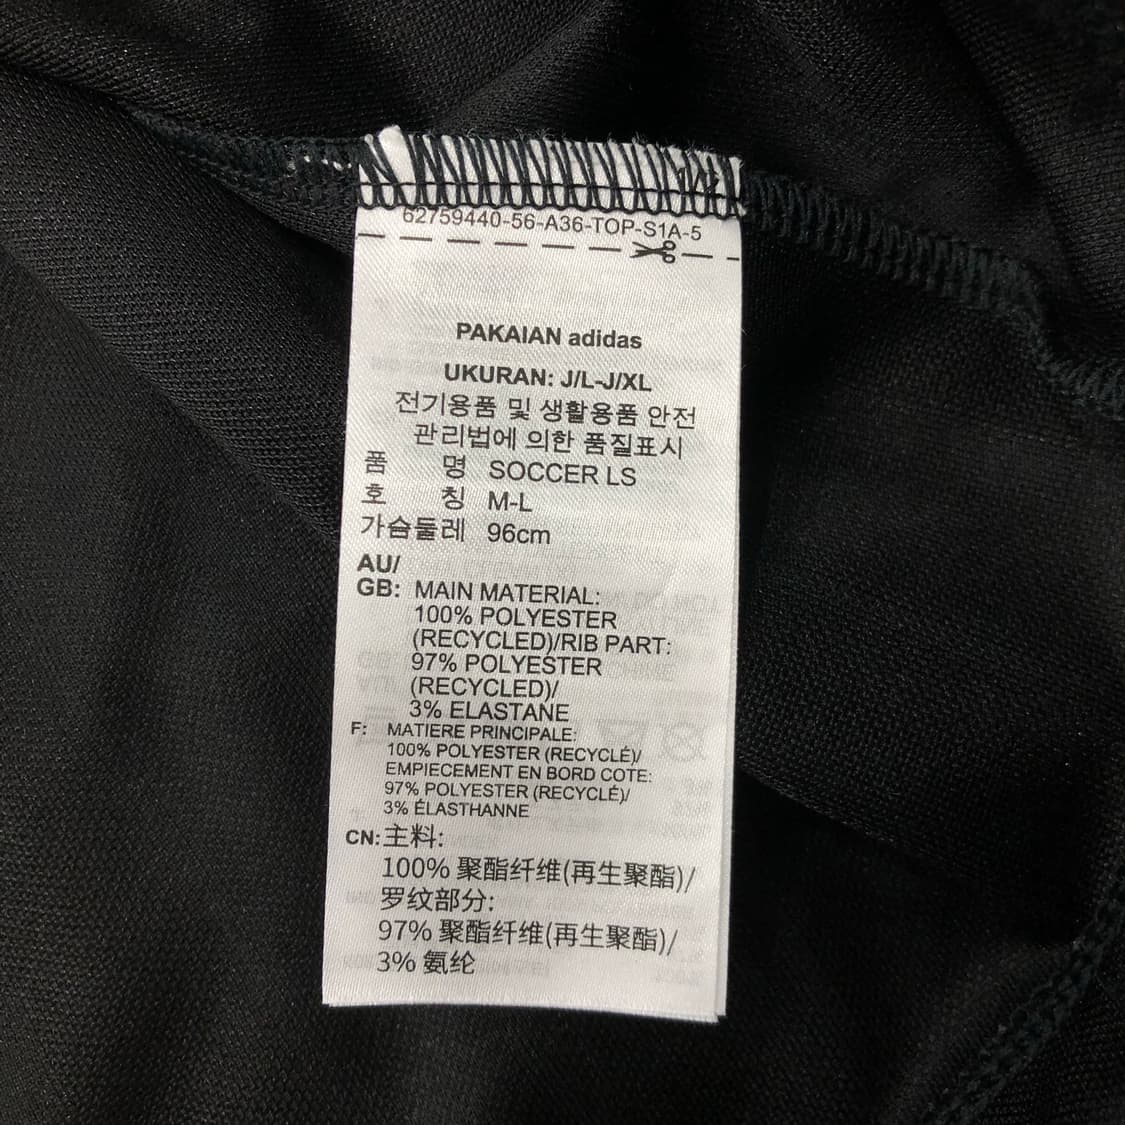 62759440-56-A36-TOP-S1A-5
PAKAIAN adidas
UKURAN: J/L-J/XL
전기용품 및 생활용품 안전
관리법에 의한 품질표시
품 명 SOCCER LS
호 칭 M-L
가슴둘레 96cm
AU/
GB: MAIN MATERIAL:
100% POLYESTER
(RECYCLED)/RIB PART:
97% POLYESTER
(RECYCLED)/
3% ELASTANE
F: MATIERE PRINCIPALE:
100% POLYESTER (RECYCLÉ)/
EMPIECEMENT EN BORD COTE:
97% POLYESTER (RECYCLÉ)/
3% ÉLASTHANNE
CN: 主料:
100% 聚酯纤维(再生聚酯)/
罗纹部分:
97% 聚酯纤维(再生聚酯)/
3% 氨纶